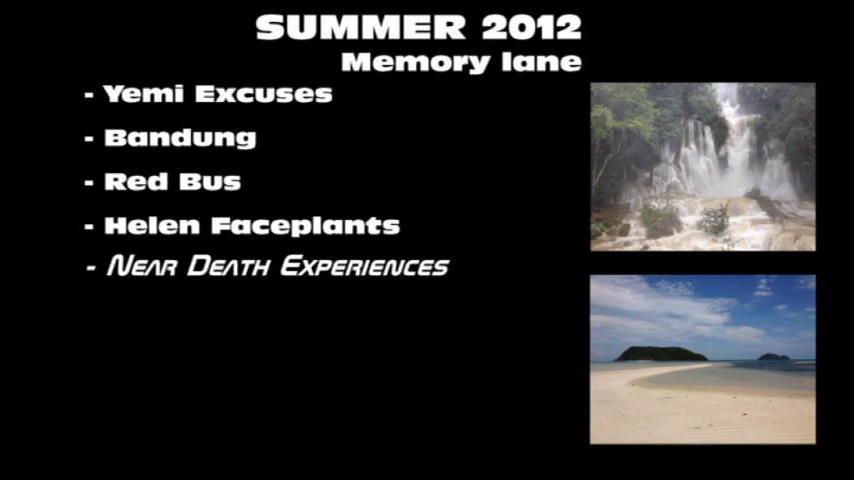 SUMMER 2012
Memory lane
- Yemi Excuses
- Bandung
- Red Bus
- Helen Faceplants
- Near Death Experiences